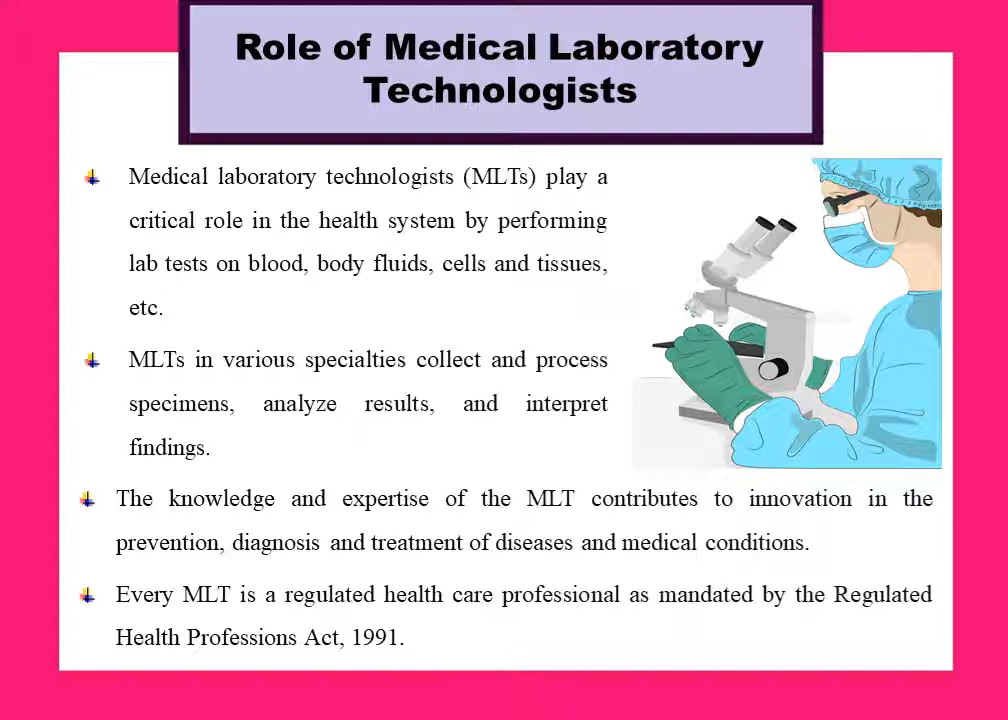 Role of Medical Laboratory
Technologists
Medical laboratory technologists (MLTs) play a
critical role in the health system by performing
lab tests on blood, body fluids, cells and tissues,
etc.
MLTs in various specialties collect and process
specimens, analyze results, and interpret
findings.
The knowledge and expertise of the MLT contributes to innovation in the
prevention, diagnosis and treatment of diseases and medical conditions.
Every MLT is a regulated health care professional as mandated by the Regulated
Health Professions Act, 1991.